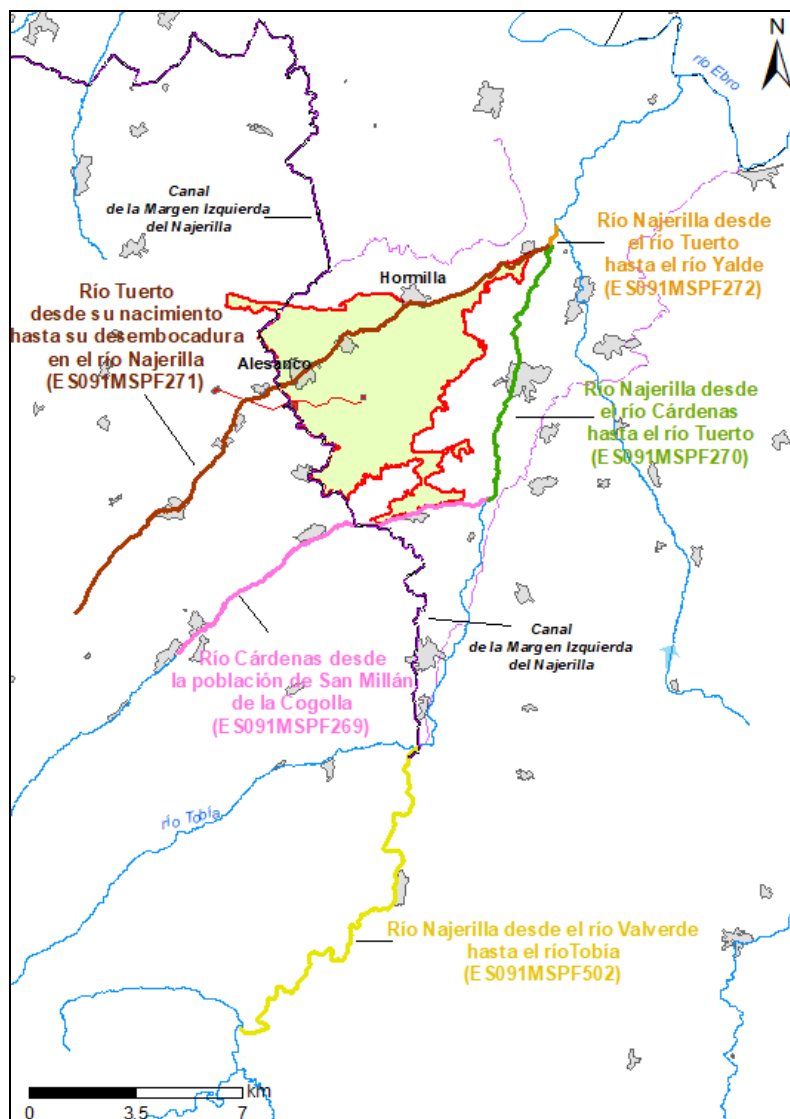 N
río Ebro
Canal
de la Margen Izquierda
del Najerilla
Río Najerilla desde
el río Tuerto
hasta el río Yalde
(ES091MSPF272)
Hormilla
Río Tuerto
desde su nacimiento
hasta su desembocadura
en el río Najerilla
(ES091MSPF271)
Alesanco
Río Najerilla desde
el río Cárdenas
hasta el río Tuerto
(ES091MSPF270)
Canal
de la Margen Izquierda
del Najerilla
Río Cárdenas desde
la población de San Millán
de la Cogolla
(ES091MSPF269)
río Tobía
Río Najerilla desde el río Valverde
hasta el ríoTobía
(ES091MSPF502)
km
0 3.5 7